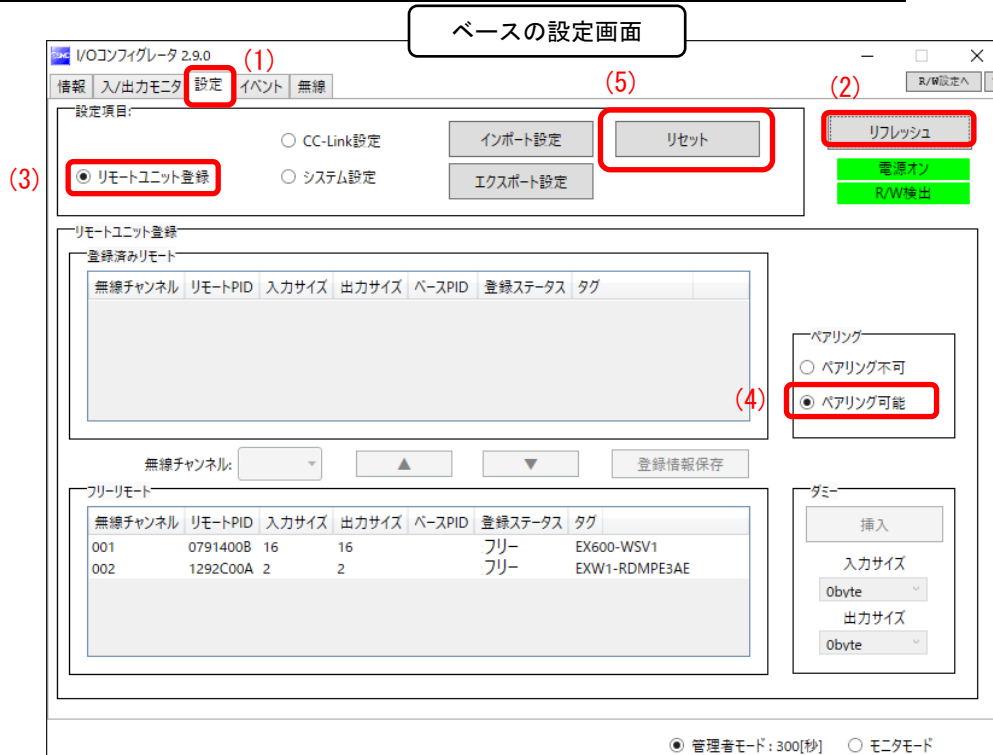 ベースの設定画面
I/Oコンフィグレータ 2.9.0
(1)
情報 入/出力モニタ 設定 イベント 無線
R/W設定へ
設定項目:
(5)
(2)
CC-Link設定
インポート設定
リセット
リフレッシュ
(3)
リモートユニット登録
システム設定
エクスポート設定
電源オン
R/W検出
リモートユニット登録
登録済みリモート
無線チャンネル リモートPID 入力サイズ 出力サイズ ベースPID 登録ステータス タグ
ペアリング
ペアリング不可
(4)
ペアリング可能
無線チャンネル:
▲
▼
登録情報保存
フリーリモート
無線チャンネル リモートPID 入力サイズ 出力サイズ ベースPID 登録ステータス タグ
001 0791400B 16 16 フリー EX600-WSV1
002 1292C00A 2 2 フリー EXW1-RDMPE3AE
ダミー
挿入
入力サイズ
0byte
出力サイズ
0byte
管理者モード:300[秒] モニタモード